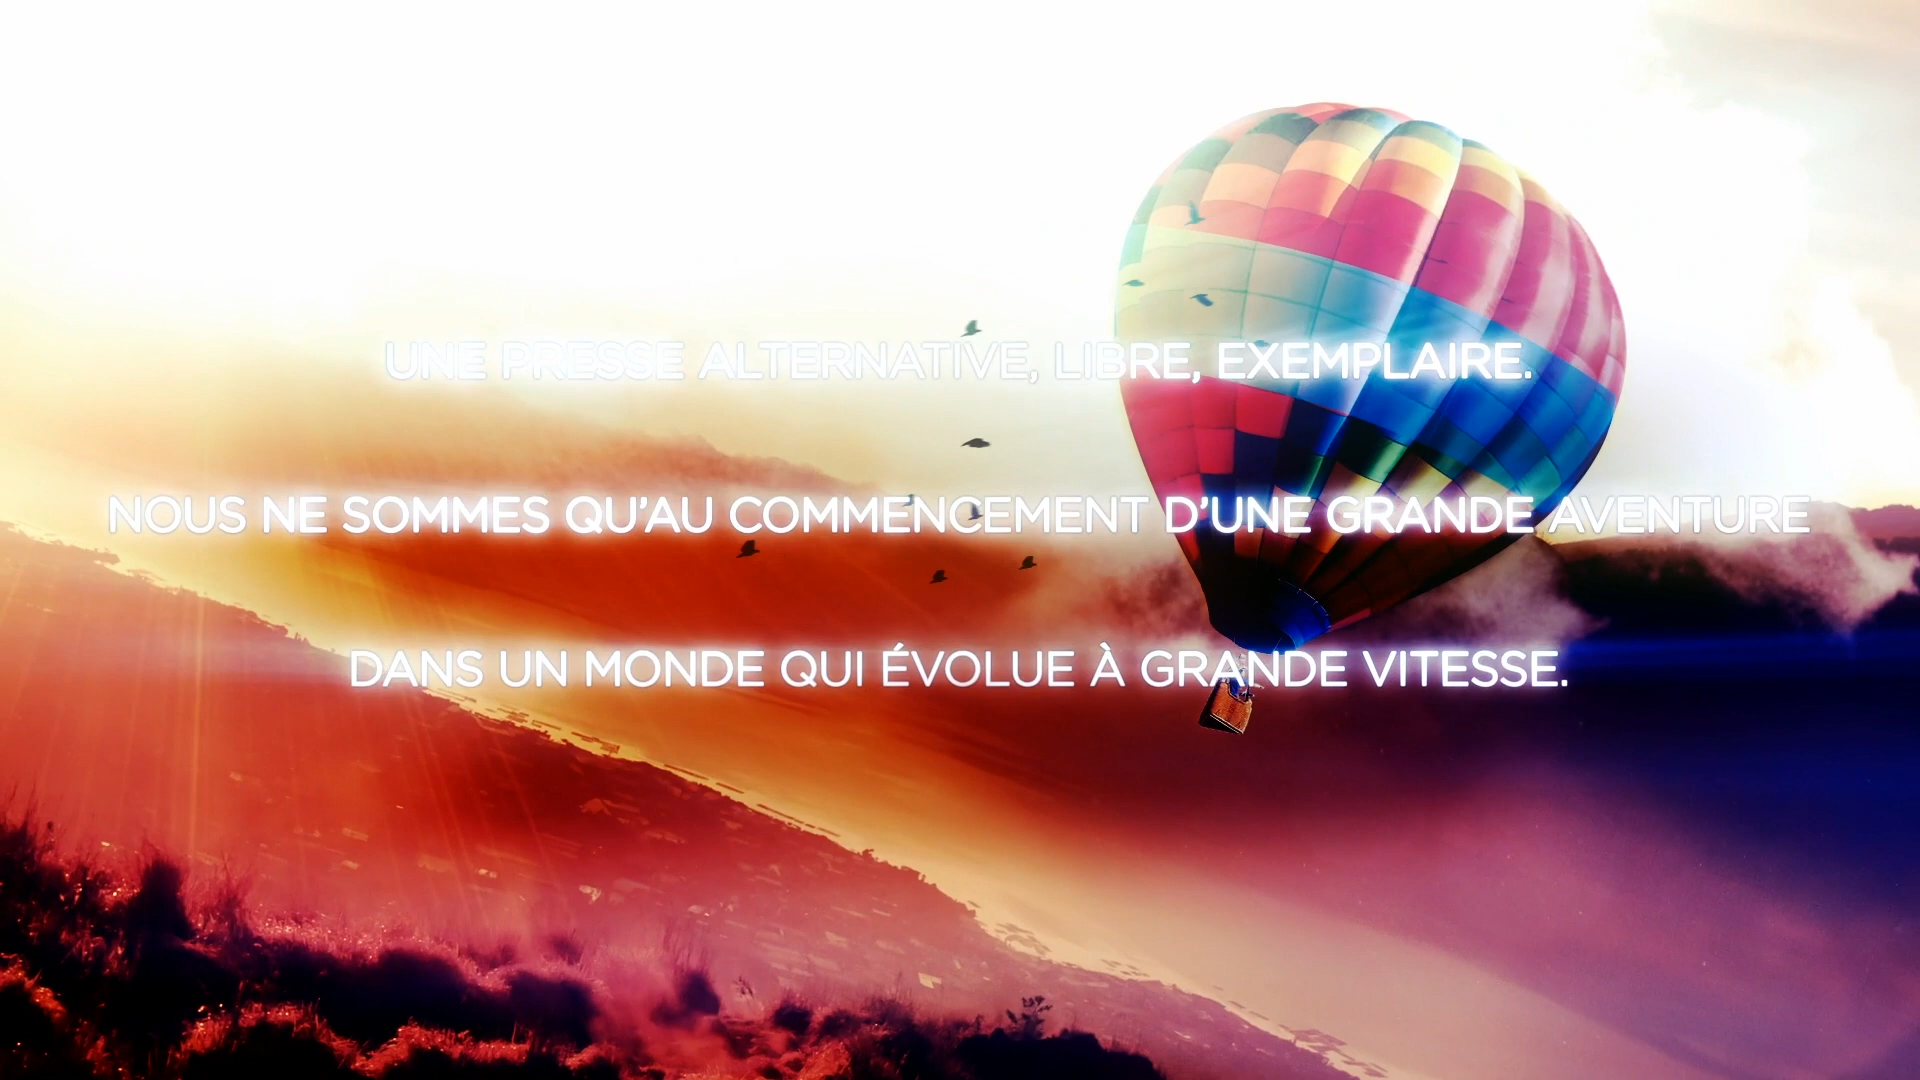 UNE PRESSE ALTERNATIVE, LIBRE, EXEMPLAIRE.
NOUS NE SOMMES QU'AU COMMENCEMENT D'UNE GRANDE AVENTURE
DANS UN MONDE QUI ÉVOLUE À GRANDE VITESSE.